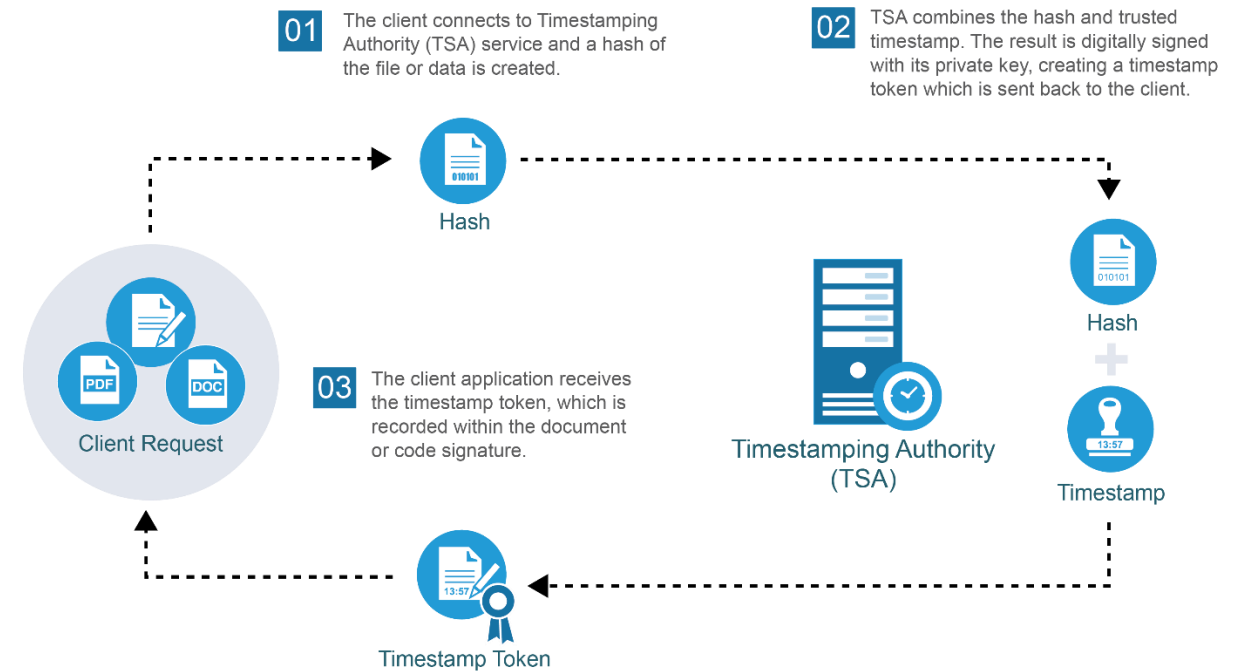 01
The client connects to Timestamping
Authority (TSA) service and a hash of
the file or data is created.
02
TSA combines the hash and trusted
timestamp. The result is digitally signed
with its private key, creating a timestamp
token which is sent back to the client.
010101
Hash
010101
Hash
PDF
DOC
Client Request
03
The client application receives
the timestamp token, which is
recorded within the document
or code signature.
Timestamping Authority
(TSA)
13:57
Timestamp
13:57
Timestamp Token